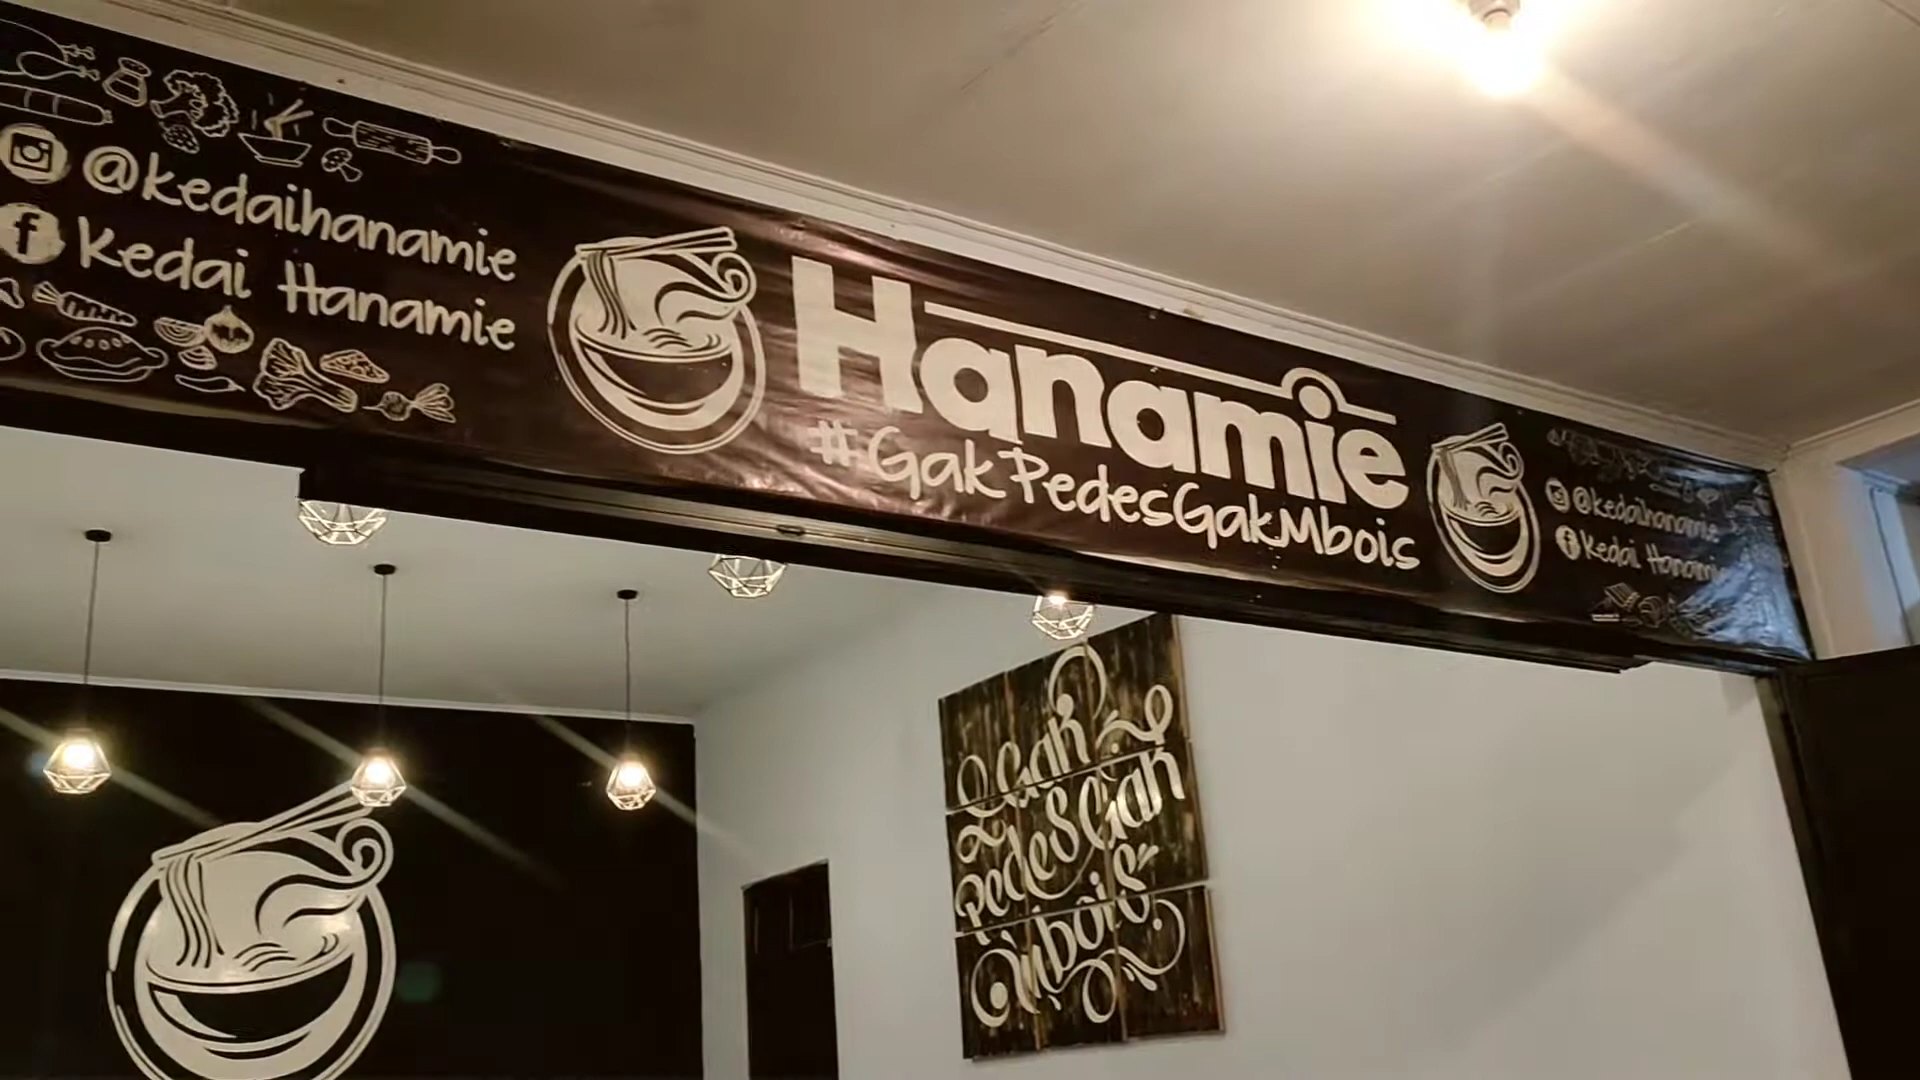 @kedaihanamie
Kedai Hanamie
Hanamie
#GakPedesGakMbois
@kedaihanamie
Kedai Hanamie
Gak
Pedes Gak
Mbois